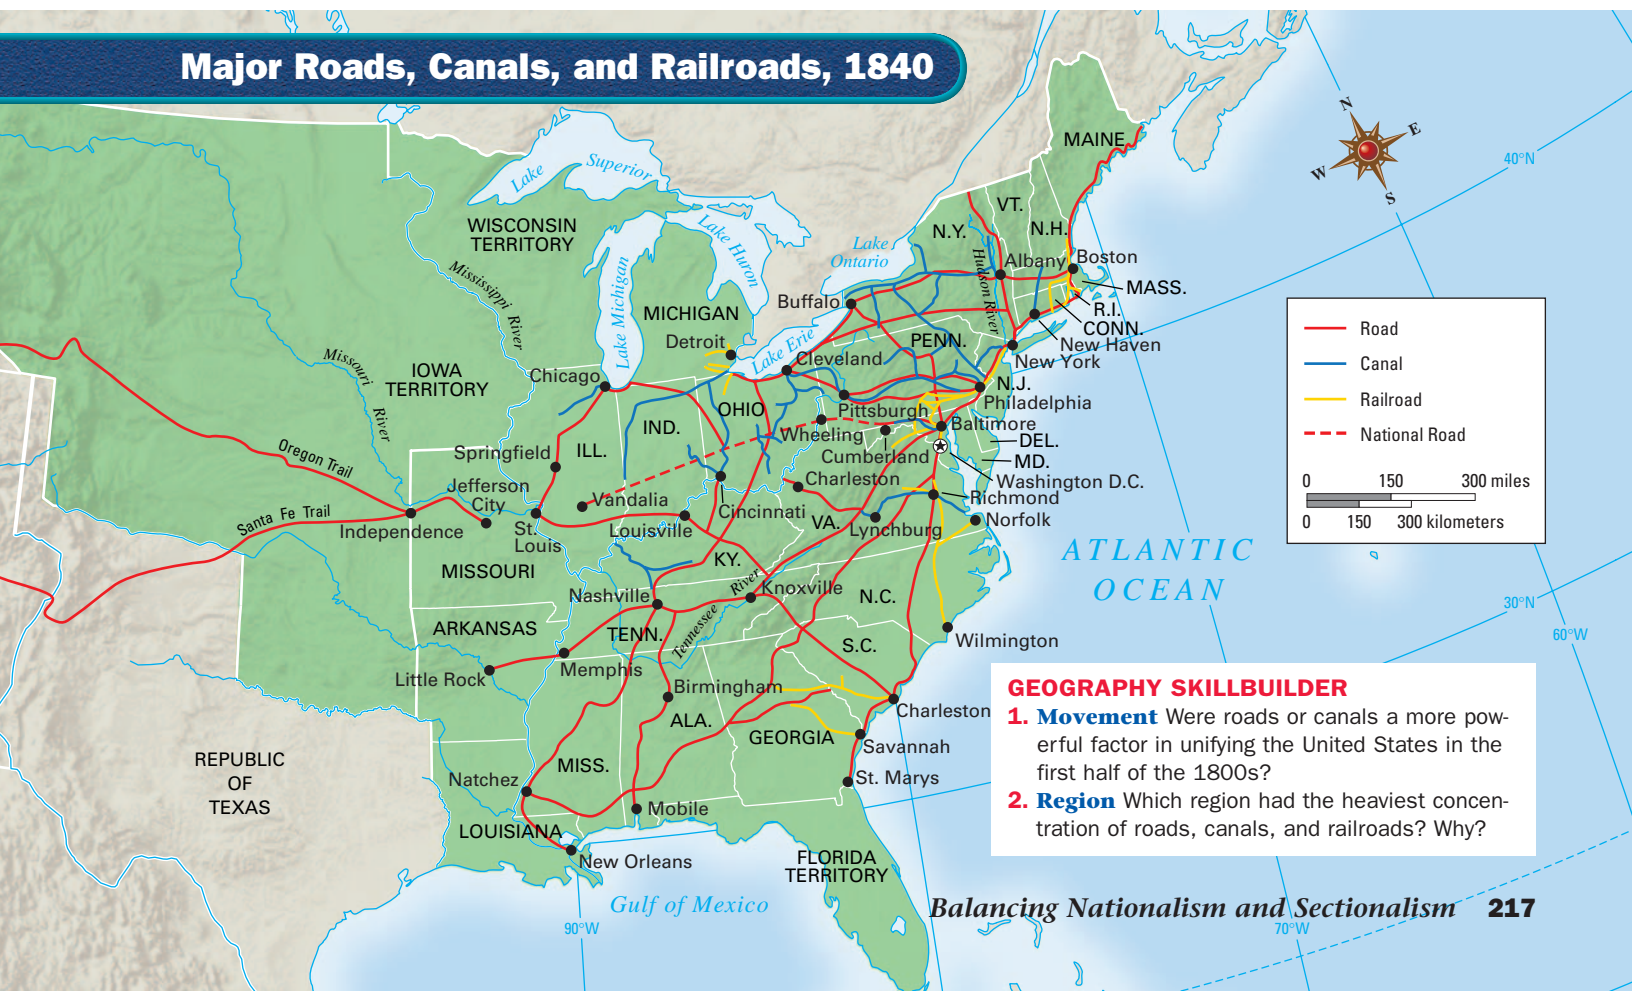 Major Roads, Canals, and Railroads, 1840
N
E
W
S
40°N
30°N
60°W
70°W
90°W
MAINE
Lake
Superior
WISCONSIN
TERRITORY
VT.
N.H.
N.Y.
Lake
Ontario
Lake Huron
Lake Michigan
Hudson River
Albany
Boston
MASS.
R.I.
CONN.
New Haven
New York
Mississippi
River
MICHIGAN
Buffalo
Detroit
Lake Erie
Cleveland
PENN.
N.J.
Philadelphia
Missouri
River
IOWA
TERRITORY
Chicago
OHIO
Pittsburgh
Baltimore
DEL.
MD.
Washington D.C.
IND.
Wheeling
Cumberland
Oregon Trail
Springfield
ILL.
Jefferson
City
Vandalia
Charleston
Richmond
Norfolk
Cincinnati
VA.
Lynchburg
Santa Fe Trail
Independence
St.
Louis
Louisville
KY.
MISSOURI
Nashville
Tennessee
River
Knoxville
N.C.
ARKANSAS
TENN.
S.C.
Wilmington
Little Rock
Memphis
Birmingham
Charleston
ALA.
GEORGIA
Savannah
REPUBLIC
OF
TEXAS
Natchez
MISS.
St. Marys
Mobile
LOUISIANA
New Orleans
FLORIDA
TERRITORY
Gulf of Mexico
ATLANTIC
OCEAN
Road
Canal
Railroad
National Road
0 150 300 miles
0 150 300 kilometers
GEOGRAPHY SKILLBUILDER
1. Movement Were roads or canals a more pow-
erful factor in unifying the United States in the
first half of the 1800s?
2. Region Which region had the heaviest concen-
tration of roads, canals, and railroads? Why?
Balancing Nationalism and Sectionalism 217